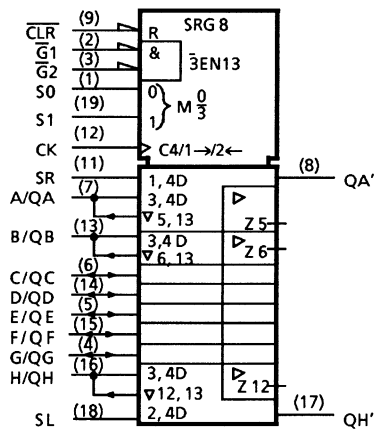 SRG 8
CLR (9) R
G1 (2) &
G2 (3) 3EN13
S0 (1) 0
M 0/3
S1 (19) 1
CK (12) C4/1→/2←
SR (11) 1, 4D (8) QA'
A/QA (7) 3, 4D ▷
▽ 5, 13 Z 5
B/QB (13) 3,4 D ▷
▽ 6, 13 Z 6
C/QC (6)
D/QD (14)
E/QE (5)
F/QF (15)
G/QG (4)
H/QH (16) 3, 4D ▷
▽ 12, 13 Z 12
SL (18) 2, 4D (17) QH'